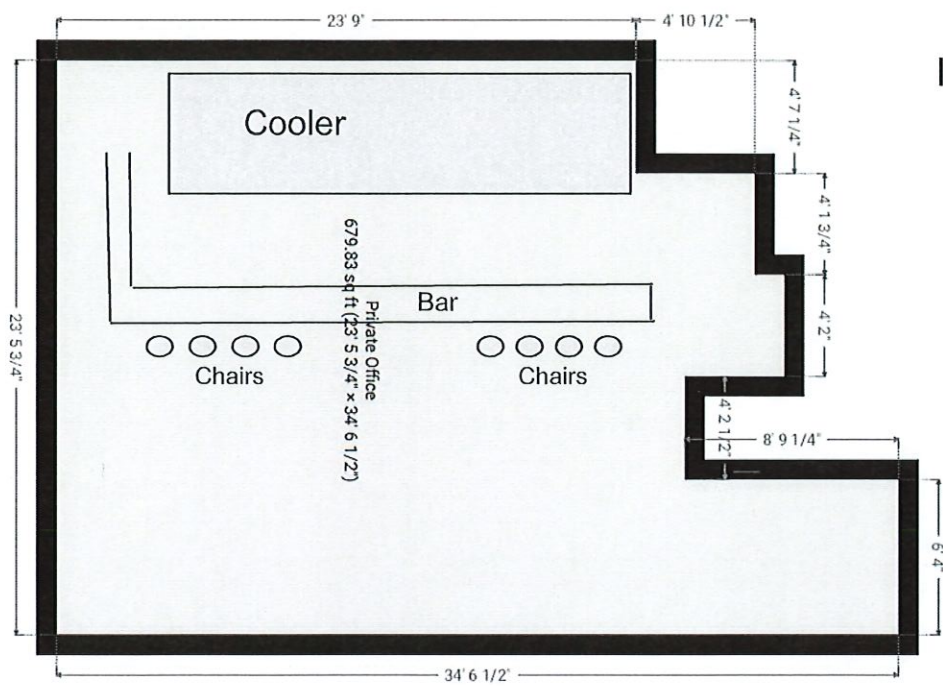 23' 9"
4' 10 1/2"
4' 7 1/4"
Cooler
4' 1 3/4"
23' 5 3/4"
Private Office
679.83 sq ft (23' 5 3/4" × 34' 6 1/2")
Bar
4' 2"
Chairs
Chairs
4' 2 1/2"
8' 9 1/4"
6' 4"
34' 6 1/2"